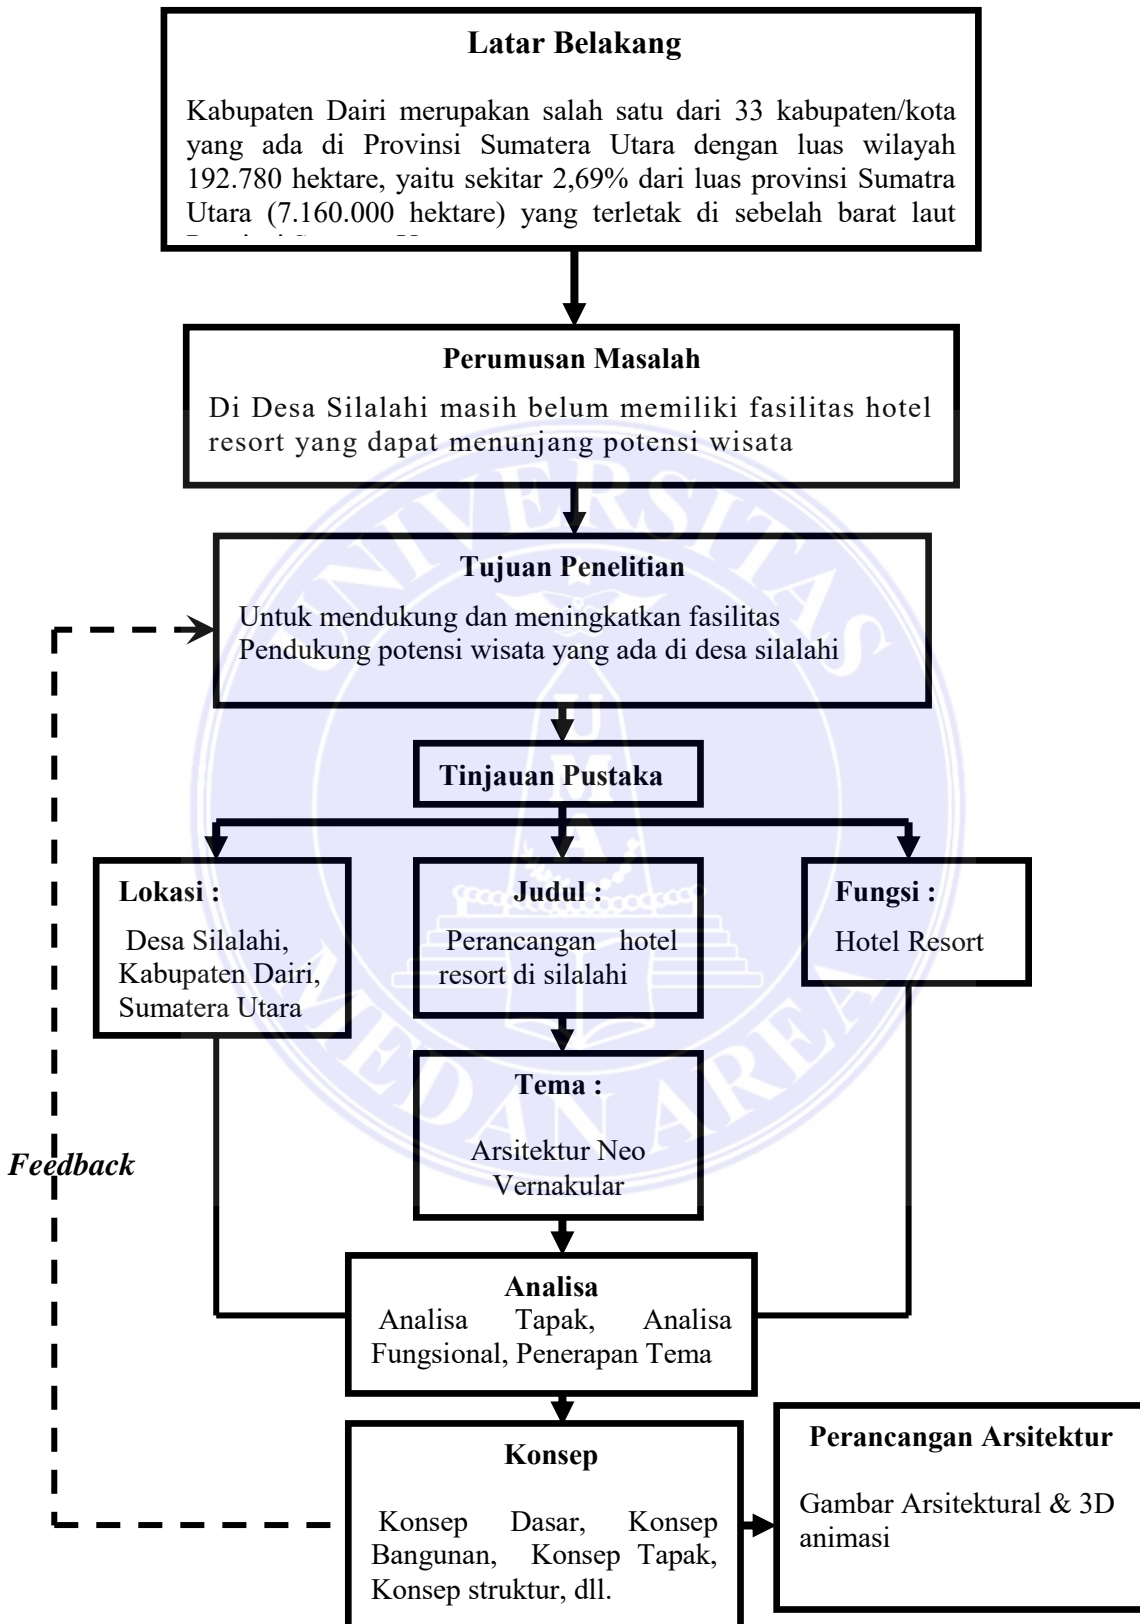 Latar Belakang
Kabupaten Dairi merupakan salah satu dari 33 kabupaten/kota
yang ada di Provinsi Sumatera Utara dengan luas wilayah
192.780 hektare, yaitu sekitar 2,69% dari luas provinsi Sumatra
Utara (7.160.000 hektare) yang terletak di sebelah barat laut
Perumusan Masalah
Di Desa Silalahi masih belum memiliki fasilitas hotel
resort yang dapat menunjang potensi wisata
Tujuan Penelitian
Untuk mendukung dan meningkatkan fasilitas
Pendukung potensi wisata yang ada di desa silalahi
Tinjauan Pustaka
Lokasi :
Desa Silalahi,
Kabupaten Dairi,
Sumatera Utara
Judul :
Perancangan hotel
resort di silalahi
Fungsi :
Hotel Resort
Tema :
Arsitektur Neo
Vernakular
Feedback
Analisa
Analisa Tapak, Analisa
Fungsional, Penerapan Tema
Konsep
Konsep Dasar, Konsep
Bangunan, Konsep Tapak,
Konsep struktur, dll.
Perancangan Arsitektur
Gambar Arsitektural & 3D
animasi
UNIVERSITAS
MEDAN AREA
U
M
A